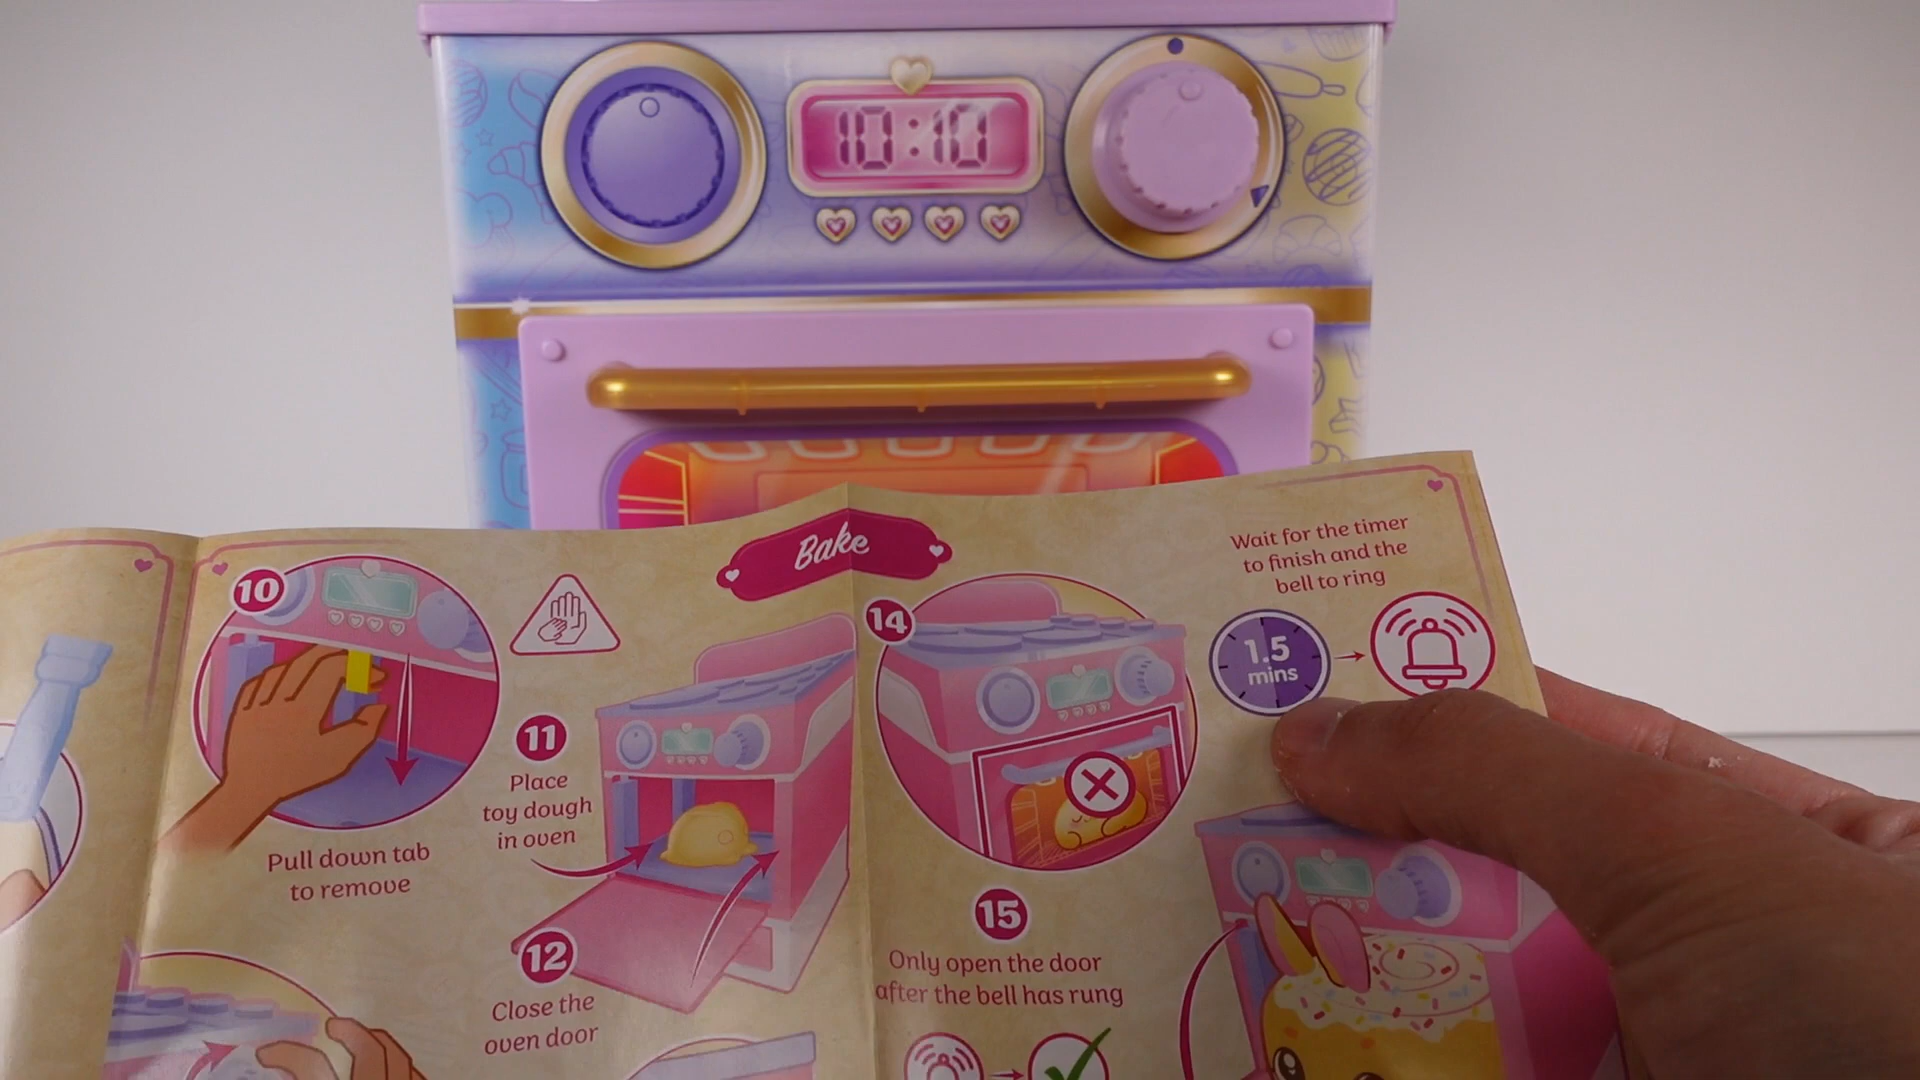 10:10
Bake
10
Pull down tab
to remove
11
Place
toy dough
in oven
12
Close the
oven door
14
Wait for the timer
to finish and the
bell to ring
1.5
mins
15
Only open the door
after the bell has rung